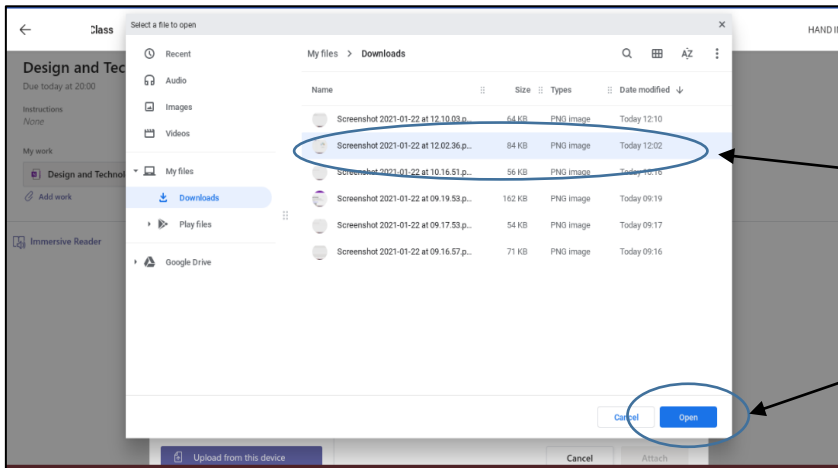 Class
Select a file to open
HAND I
Design and Tec
Due today at 20:00
Instructions
None
My work
Design and Technol
Add work
Immersive Reader
Recent
Audio
Images
Videos
My files
Downloads
Play files
Google Drive
My files > Downloads
AZ
Name Size Types Date modified
Screenshot 2021-01-22 at 12.10.03.p... 64 KB PNG image Today 12:10
Screenshot 2021-01-22 at 12.02.36.p... 84 KB PNG image Today 12:02
Screenshot 2021-01-22 at 10.16.51.p... 56 KB PNG image Today 10:16
Screenshot 2021-01-22 at 09.19.53.p... 162 KB PNG image Today 09:19
Screenshot 2021-01-22 at 09.17.53.p... 54 KB PNG image Today 09:17
Screenshot 2021-01-22 at 09.16.57.p... 71 KB PNG image Today 09:16
Cancel Open
Upload from this device
Cancel Attach